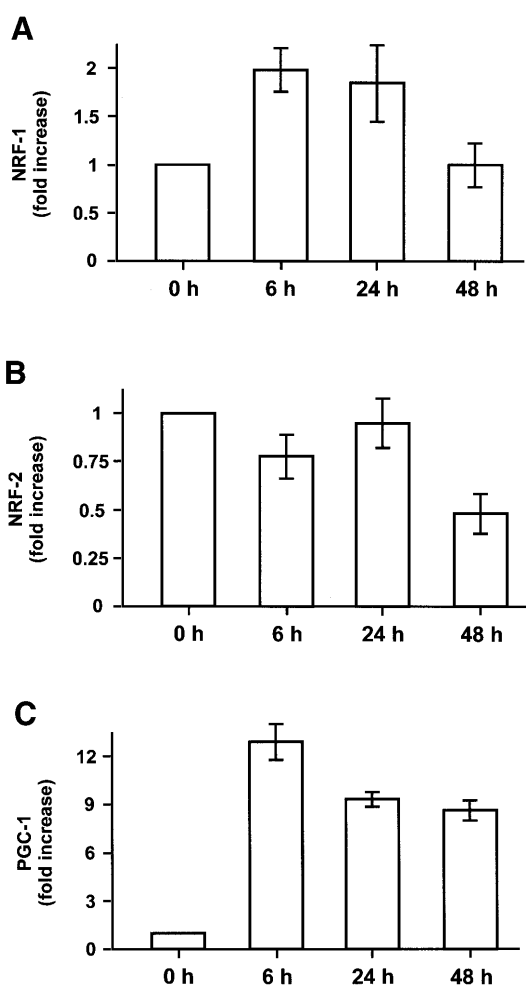 A
NRF-1
(fold increase)
2
1.5
1
0.5
0
0 h 6 h 24 h 48 h
B
NRF-2
(fold increase)
1
0.75
0.5
0.25
0
0 h 6 h 24 h 48 h
C
PGC-1
(fold increase)
12
9
6
3
0
0 h 6 h 24 h 48 h